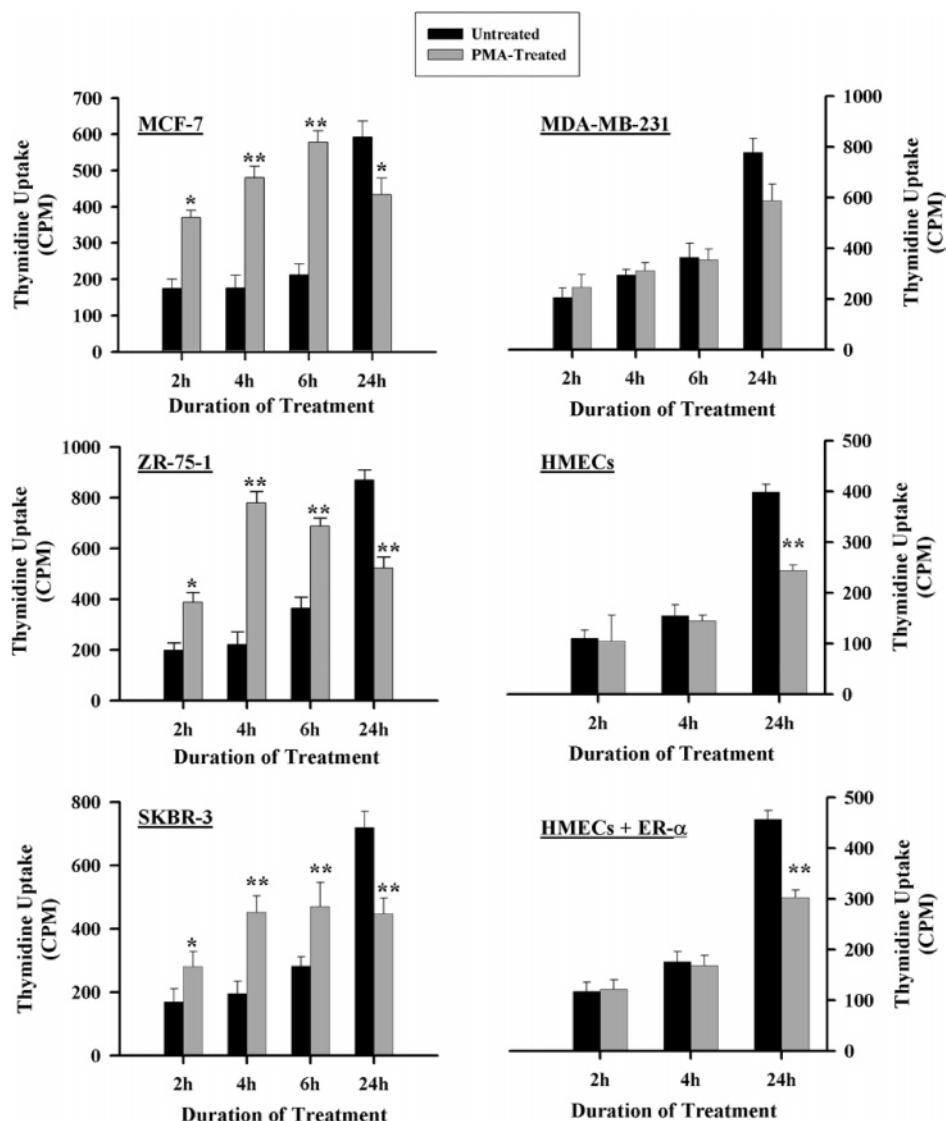 Untreated
PMA-Treated
MCF-7
700
600
500
400
300
200
100
0
Thymidine Uptake
(CPM)
*
**
**
*
2h 4h 6h 24h
Duration of Treatment
MDA-MB-231
1000
800
600
400
200
0
Thymidine Uptake
(CPM)
2h 4h 6h 24h
Duration of Treatment
ZR-75-1
1000
800
600
400
200
0
Thymidine Uptake
(CPM)
*
**
**
**
2h 4h 6h 24h
Duration of Treatment
HMECs
500
400
300
200
100
0
Thymidine Uptake
(CPM)
**
2h 4h 24h
Duration of Treatment
SKBR-3
800
600
400
200
0
Thymidine Uptake
(CPM)
*
**
**
**
2h 4h 6h 24h
Duration of Treatment
HMECs + ER-α
500
400
300
200
100
0
Thymidine Uptake
(CPM)
**
2h 4h 24h
Duration of Treatment